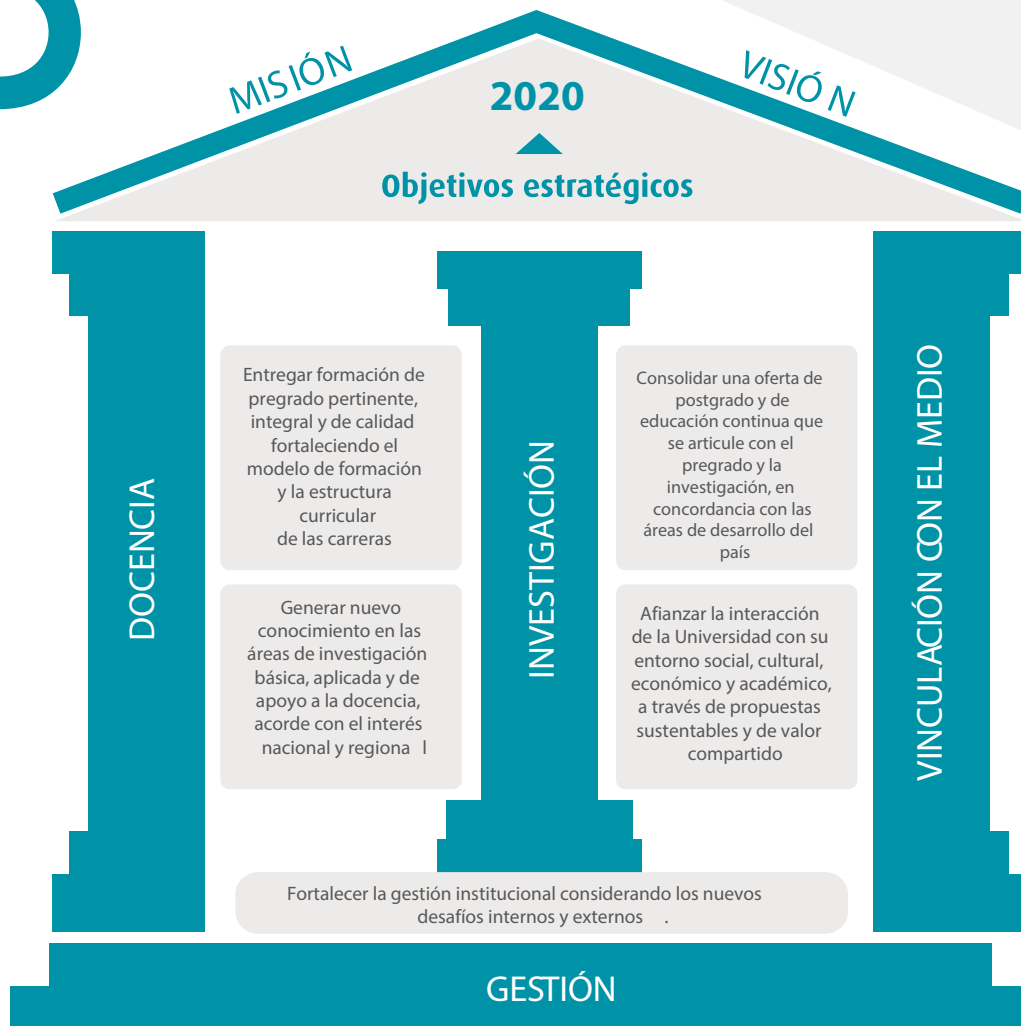 MISIÓN
VISIÓN
2020
Objetivos estratégicos
DOCENCIA
Entregar formación de
pregrado pertinente,
integral y de calidad
fortaleciendo el
modelo de formación
y la estructura
curricular
de las carreras
Generar nuevo
conocimiento en las
áreas de investigación
básica, aplicada y de
apoyo a la docencia,
acorde con el interés
nacional y regiona l
INVESTIGACIÓN
Consolidar una oferta de
postgrado y de
educación continua que
se articule con el
pregrado y la
investigación, en
concordancia con las
áreas de desarrollo del
país
Afianzar la interacción
de la Universidad con su
entorno social, cultural,
económico y académico,
a través de propuestas
sustentables y de valor
compartido
VINCULACIÓN CON EL MEDIO
Fortalecer la gestión institucional considerando los nuevos
desafíos internos y externos .
GESTIÓN